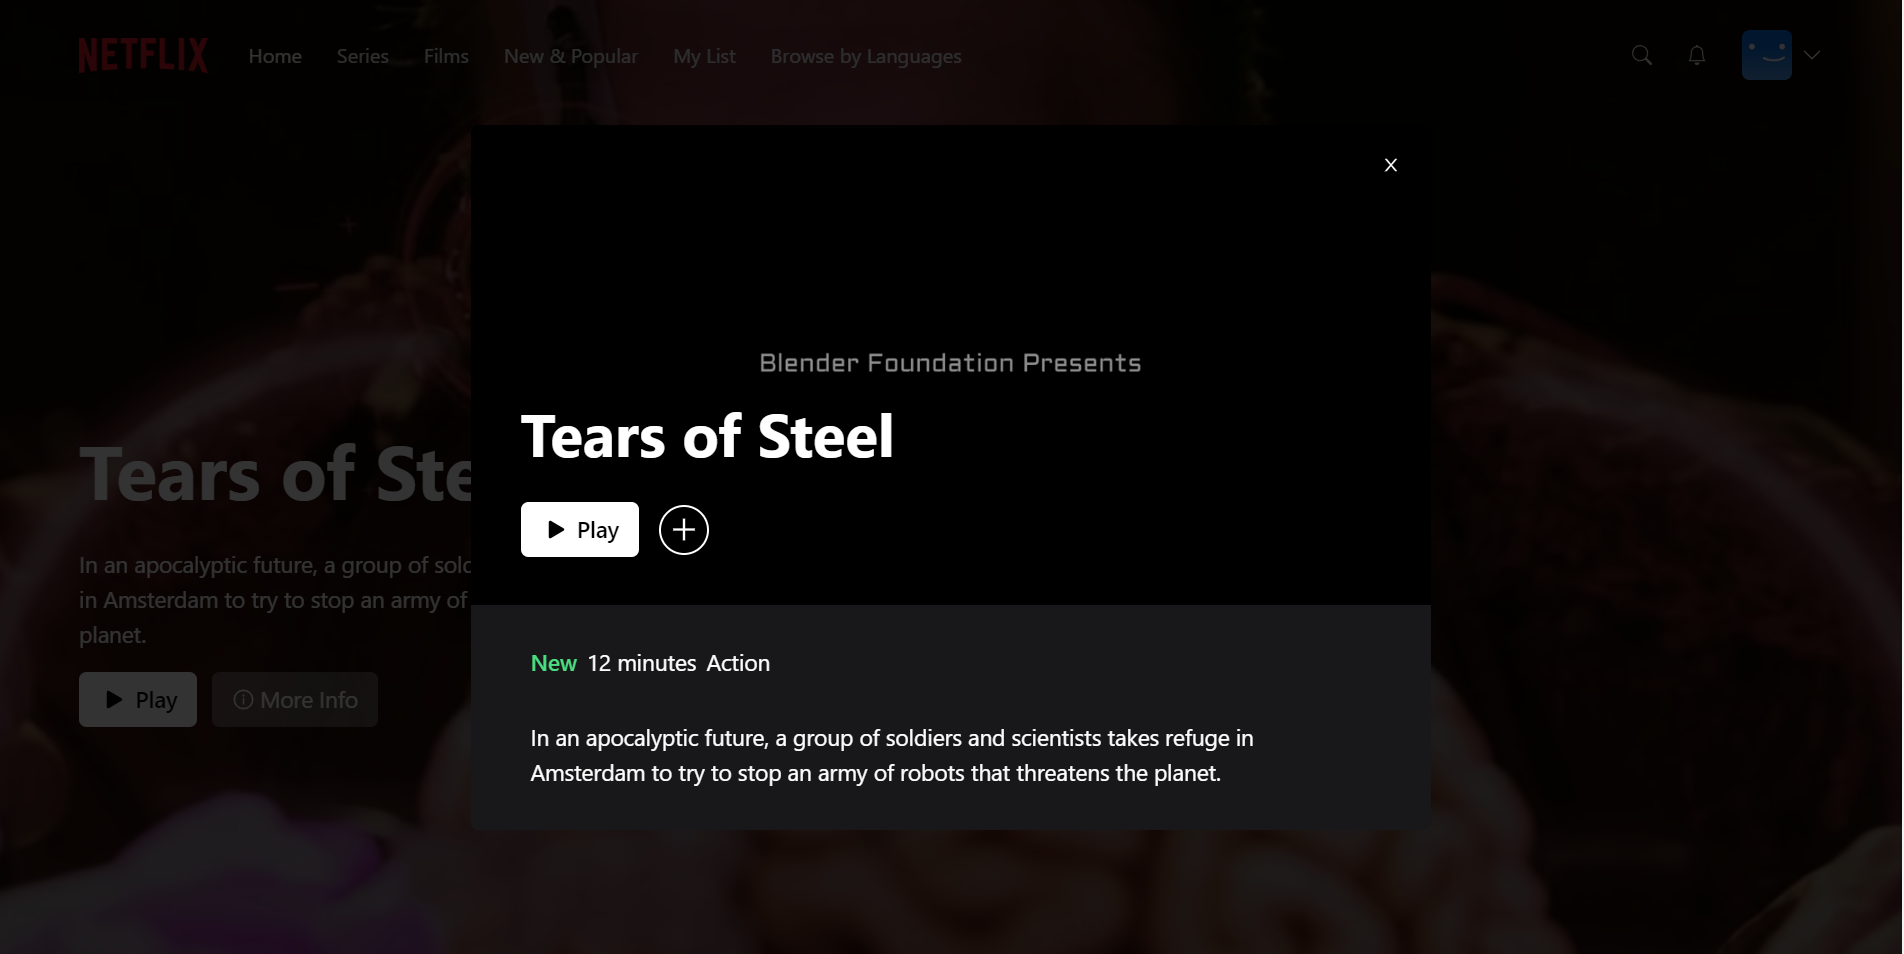 NETFLIX Home Series Films New & Popular My List Browse by Languages
X
Blender Foundation Presents
Tears of Steel
Play
New 12 minutes Action
In an apocalyptic future, a group of soldiers and scientists takes refuge in
Amsterdam to try to stop an army of robots that threatens the planet.
Tears of Ste
In an apocalyptic future, a group of sold
in Amsterdam to try to stop an army of
planet.
Play More Info